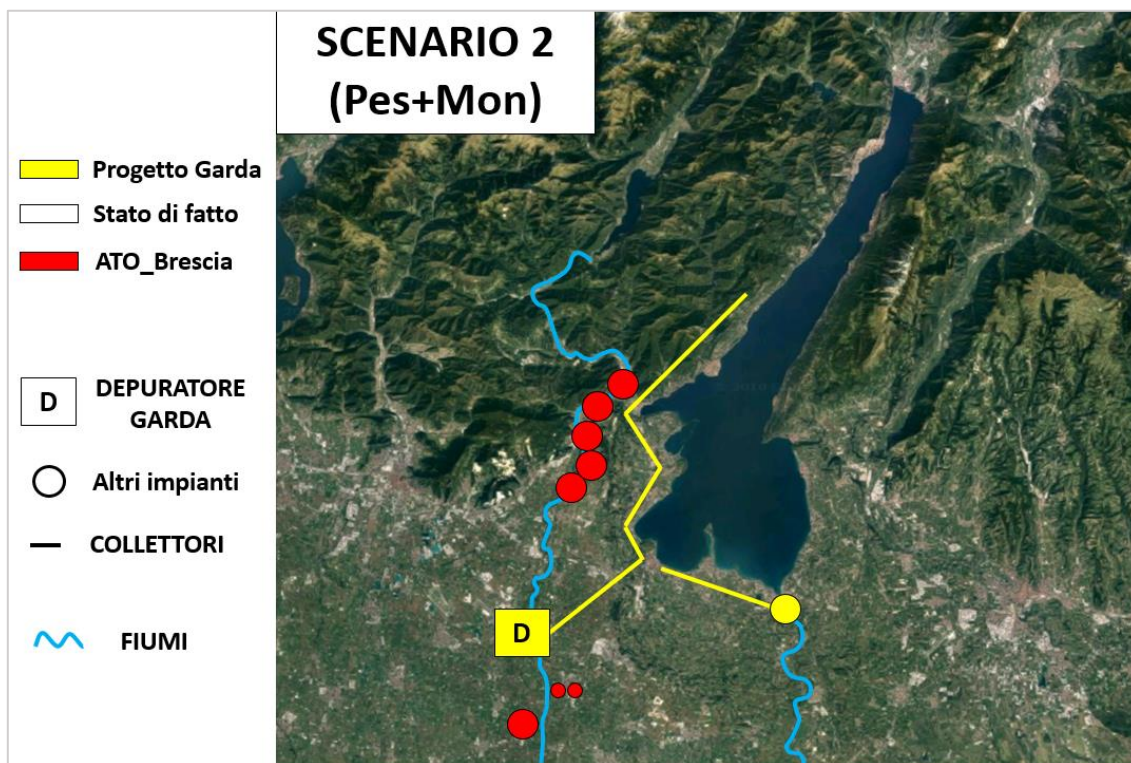 SCENARIO 2
(Pes+Mon)
Progetto Garda
Stato di fatto
ATO_Brescia
D
DEPURATORE
GARDA
Altri impianti
COLLETTORI
FIUMI
D